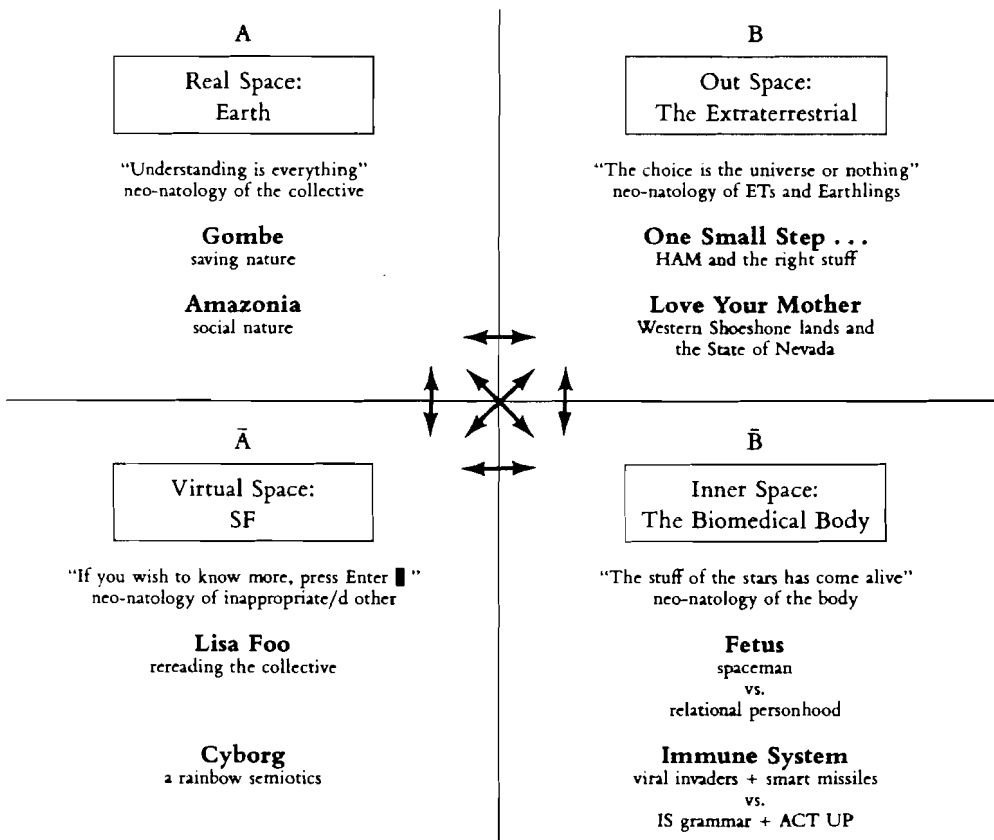 A
Real Space:
Earth
"Understanding is everything"
neo-natology of the collective
Gombe
saving nature
Amazonia
social nature
B
Out Space:
The Extraterrestrial
"The choice is the universe or nothing"
neo-natology of ETs and Earthlings
One Small Step . . .
HAM and the right stuff
Love Your Mother
Western Shoeshone lands and
the State of Nevada
Ā
Virtual Space:
SF
"If you wish to know more, press Enter ▮ "
neo-natology of inappropriate/d other
Lisa Foo
rereading the collective
Cyborg
a rainbow semiotics
B̄
Inner Space:
The Biomedical Body
"The stuff of the stars has come alive"
neo-natology of the body
Fetus
spaceman
vs.
relational personhood
Immune System
viral invaders + smart missiles
vs.
IS grammar + ACT UP